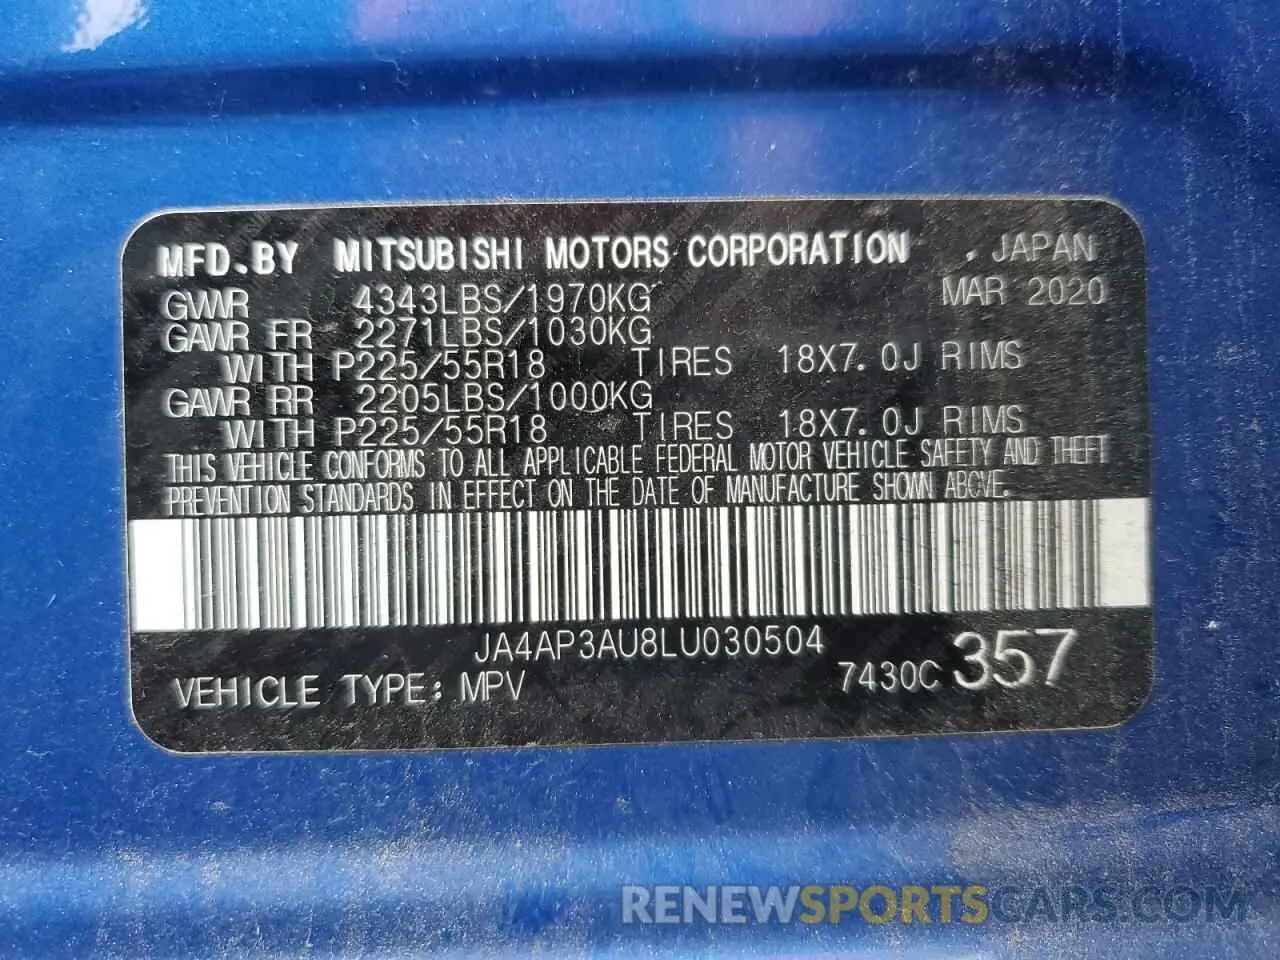 MFD.BY MITSUBISHI MOTORS CORPORATION . JAPAN
GVWR 4343LBS/1970KG MAR 2020
GAWR FR 2271LBS/1030KG
WITH P225/55R18 TIRES 18X7.0J RIMS
GAWR RR 2205LBS/1000KG
WITH P225/55R18 TIRES 18X7.0J RIMS
THIS VEHICLE CONFORMS TO ALL APPLICABLE FEDERAL MOTOR VEHICLE SAFETY AND THEFT
PREVENTION STANDARDS IN EFFECT ON THE DATE OF MANUFACTURE SHOWN ABOVE.
JA4AP3AU8LU030504
VEHICLE TYPE: MPV 7430C 357
RENEWSPORTSCARS.COM